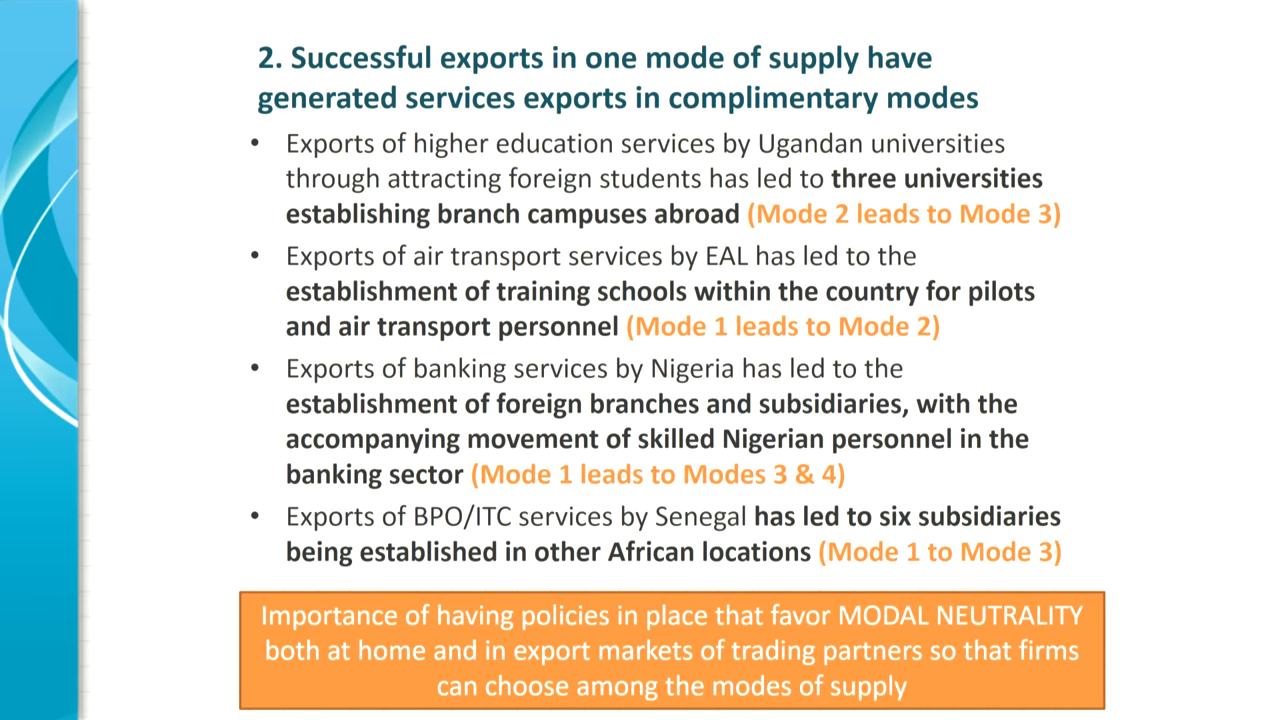 2. Successful exports in one mode of supply have
generated services exports in complimentary modes
• Exports of higher education services by Ugandan universities
through attracting foreign students has led to three universities
establishing branch campuses abroad (Mode 2 leads to Mode 3)
• Exports of air transport services by EAL has led to the
establishment of training schools within the country for pilots
and air transport personnel (Mode 1 leads to Mode 2)
• Exports of banking services by Nigeria has led to the
establishment of foreign branches and subsidiaries, with the
accompanying movement of skilled Nigerian personnel in the
banking sector (Mode 1 leads to Modes 3 & 4)
• Exports of BPO/ITC services by Senegal has led to six subsidiaries
being established in other African locations (Mode 1 to Mode 3)
Importance of having policies in place that favor MODAL NEUTRALITY
both at home and in export markets of trading partners so that firms
can choose among the modes of supply